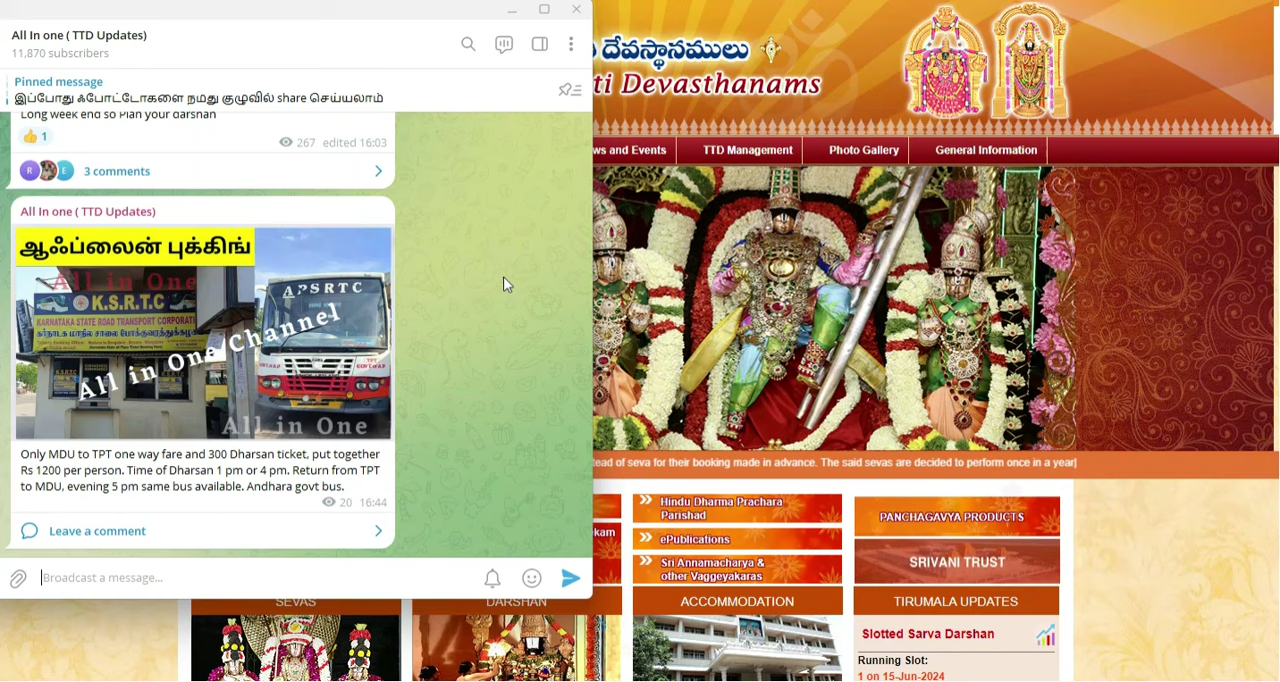 All In one ( TTD Updates)
11,870 subscribers
Pinned message
இப்போது ஃபோட்டோகளை நமது குழுவில் share செய்யலாம்
Long week end so Plan your darshan
👍 1
267 edited 16:03
R
E
3 comments
All In one ( TTD Updates)
ஆஃப்லைன் புக்கிங்
All in One
K.S.R.T.C
KARNATAKA STATE ROAD TRANSPORT CORPORATI
APSRTC
All in One Channel
All in One
Only MDU to TPT one way fare and 300 Dharsan ticket, put together
Rs 1200 per person. Time of Dharsan 1 pm or 4 pm. Return from TPT
to MDU, evening 5 pm same bus available. Andhara govt bus.
20 16:44
Leave a comment
Broadcast a message...
దేవస్థానములు
ti Devasthanams
ws and Events
TTD Management
Photo Gallery
General Information
tead of seva for their booking made in advance. The said sevas are decided to perform once in a year|
kam
Hindu Dharma Prachara
Parishad
ePublications
Sri Annamacharya &
other Vaggeyakaras
PANCHAGAVYA PRODUCTS
SRIVANI TRUST
SEVAS
DARSHAN
ACCOMMODATION
TIRUMALA UPDATES
Slotted Sarva Darshan
Running Slot:
1 on 15-Jun-2024